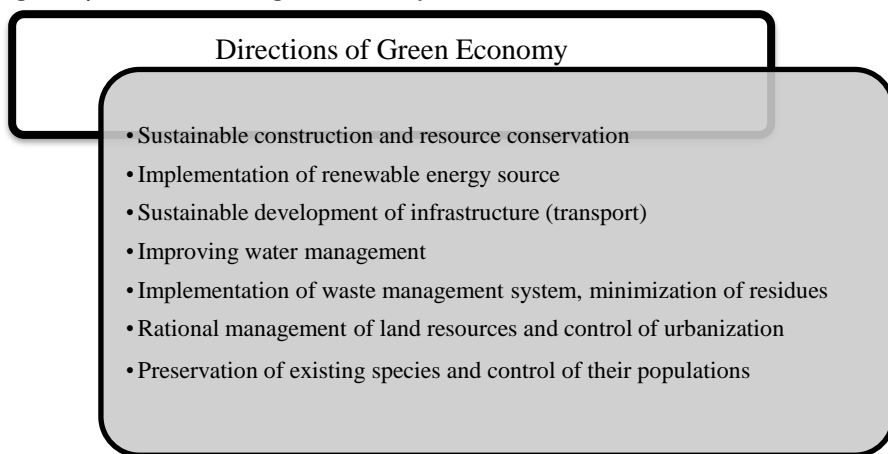 Directions of Green Economy
•Sustainable construction and resource conservation
•Implementation of renewable energy source
•Sustainable development of infrastructure (transport)
•Improving water management
•Implementation of waste management system, minimization of residues
•Rational management of land resources and control of urbanization
•Preservation of existing species and control of their populations